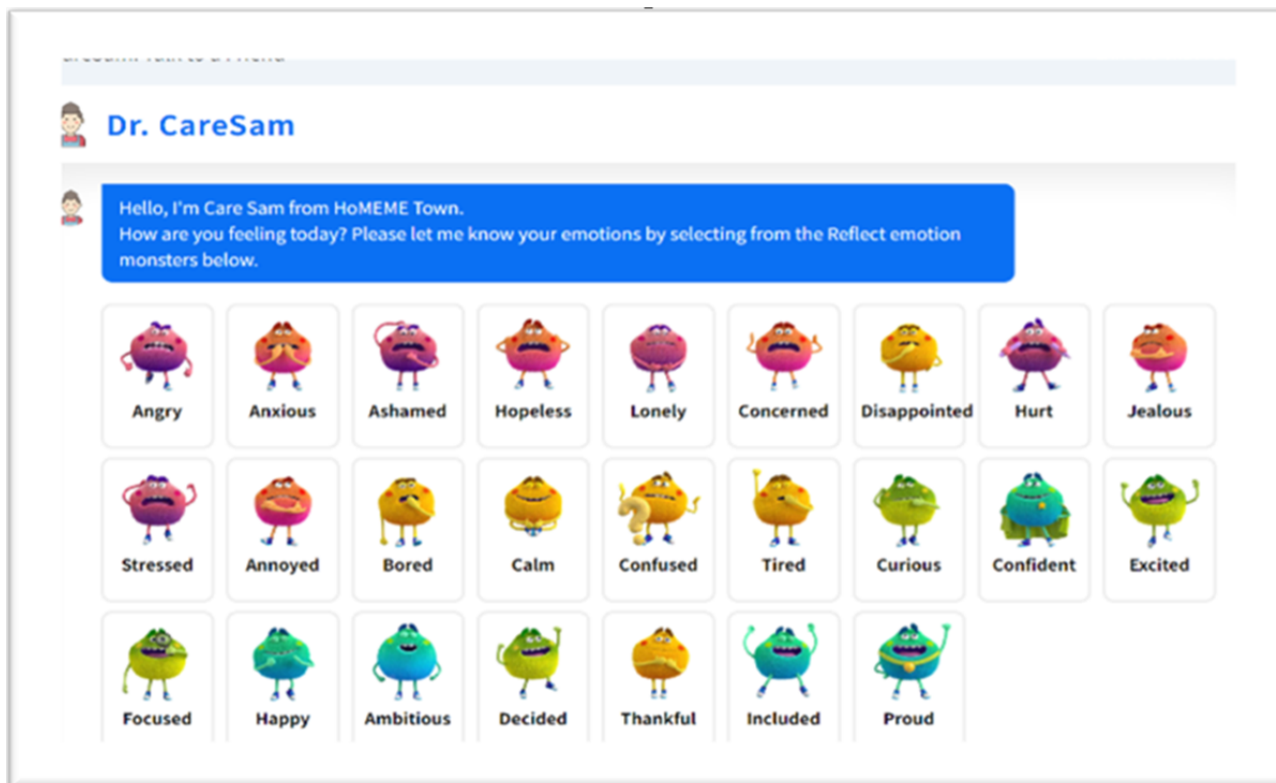 Dr. CareSam
Hello, I'm Care Sam from HoMEME Town.
How are you feeling today? Please let me know your emotions by selecting from the Reflect emotion
monsters below.
Angry Anxious Ashamed Hopeless Lonely Concerned Disappointed Hurt Jealous
Stressed Annoyed Bored Calm Confused Tired Curious Confident Excited
Focused Happy Ambitious Decided Thankful Included Proud